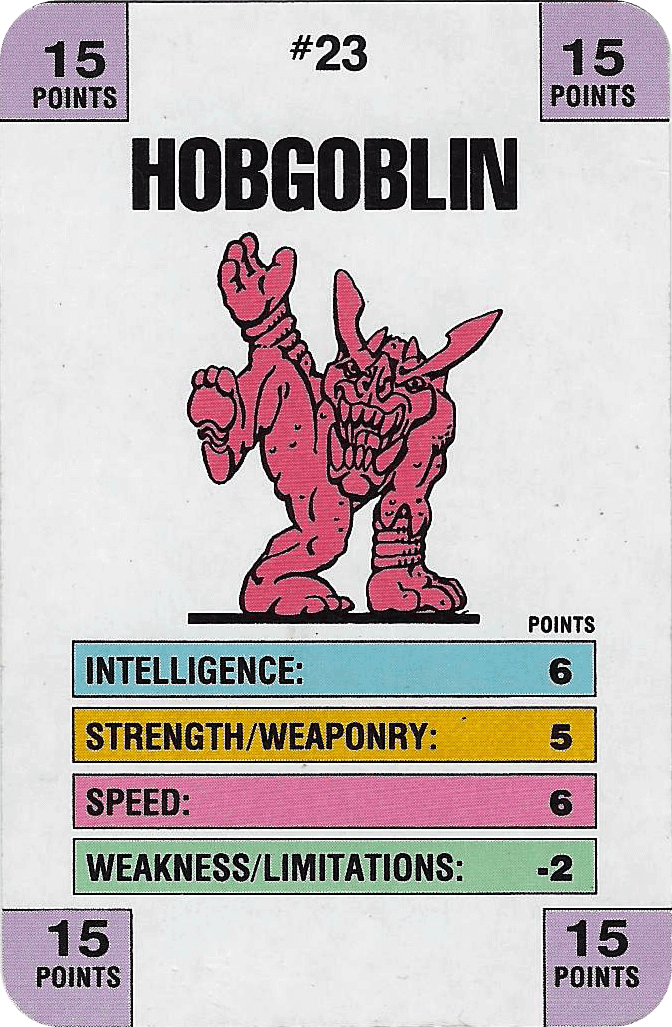 15 POINTS
#23
15 POINTS
HOBGOBLIN
POINTS
INTELLIGENCE: 6
STRENGTH/WEAPONRY: 5
SPEED: 6
WEAKNESS/LIMITATIONS: -2
15 POINTS
15 POINTS